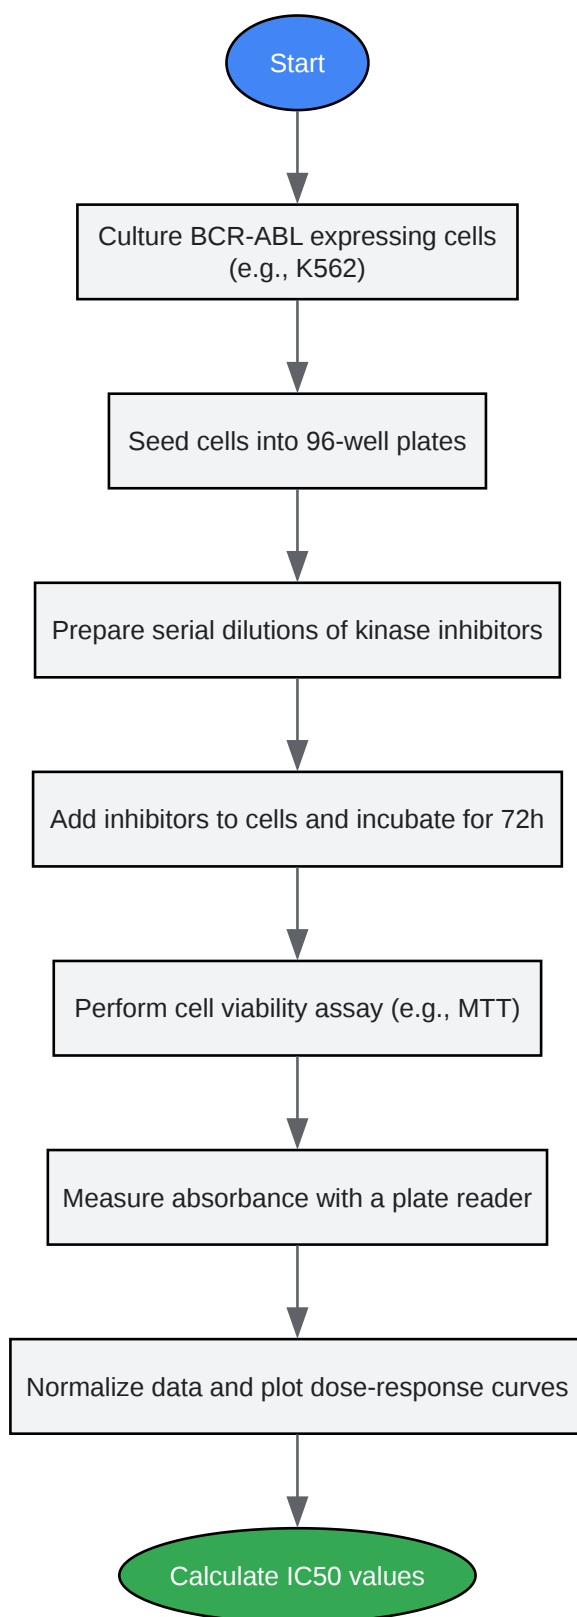 Start
Culture BCR-ABL expressing cells
(e.g., K562)
Seed cells into 96-well plates
Prepare serial dilutions of kinase inhibitors
Add inhibitors to cells and incubate for 72h
Perform cell viability assay (e.g., MTT)
Measure absorbance with a plate reader
Normalize data and plot dose-response curves
Calculate IC50 values